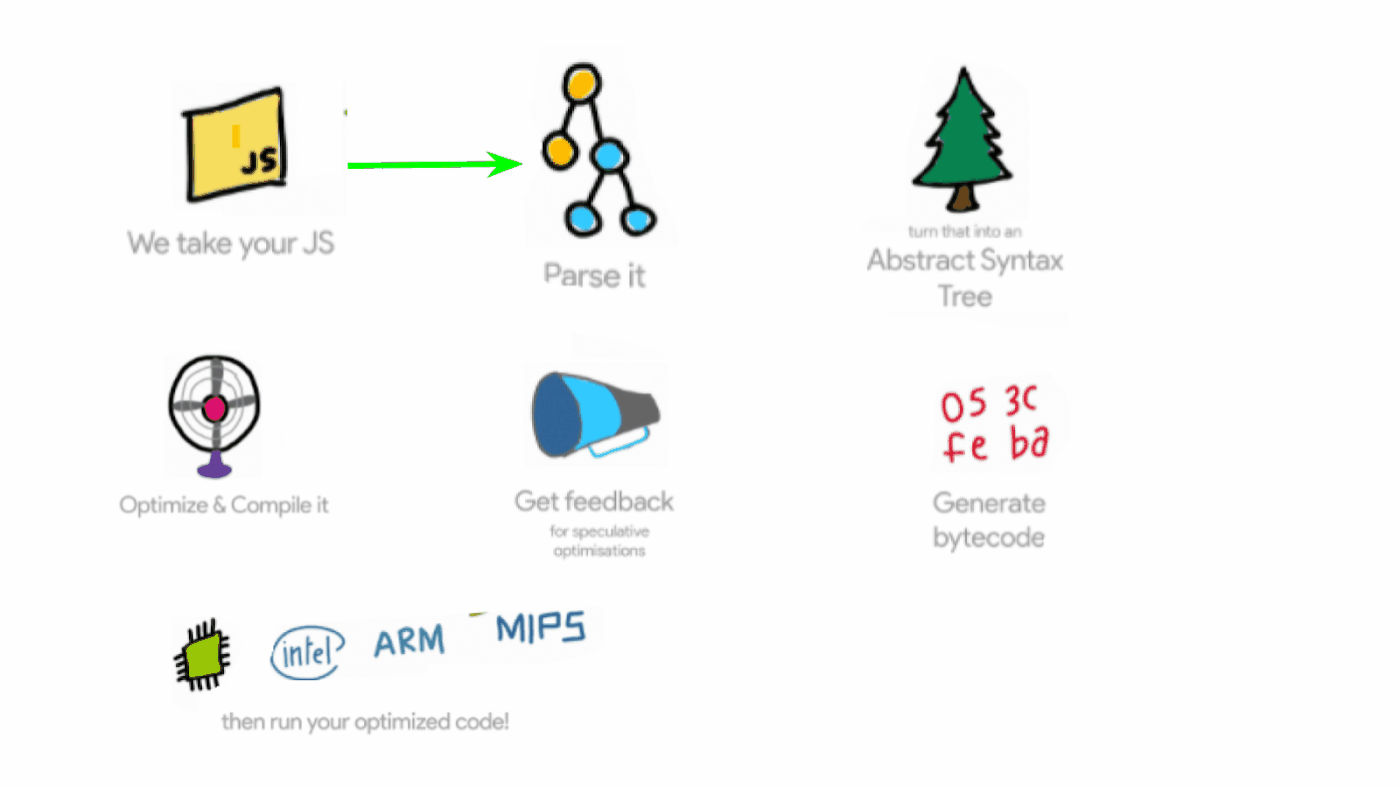 JS
We take your JS
Parse it
turn that into an
Abstract Syntax
Tree
Optimize & Compile it
Get feedback
for speculative
optimisations
05 3c
fe ba
Generate
bytecode
intel ARM MIPS
then run your optimized code!